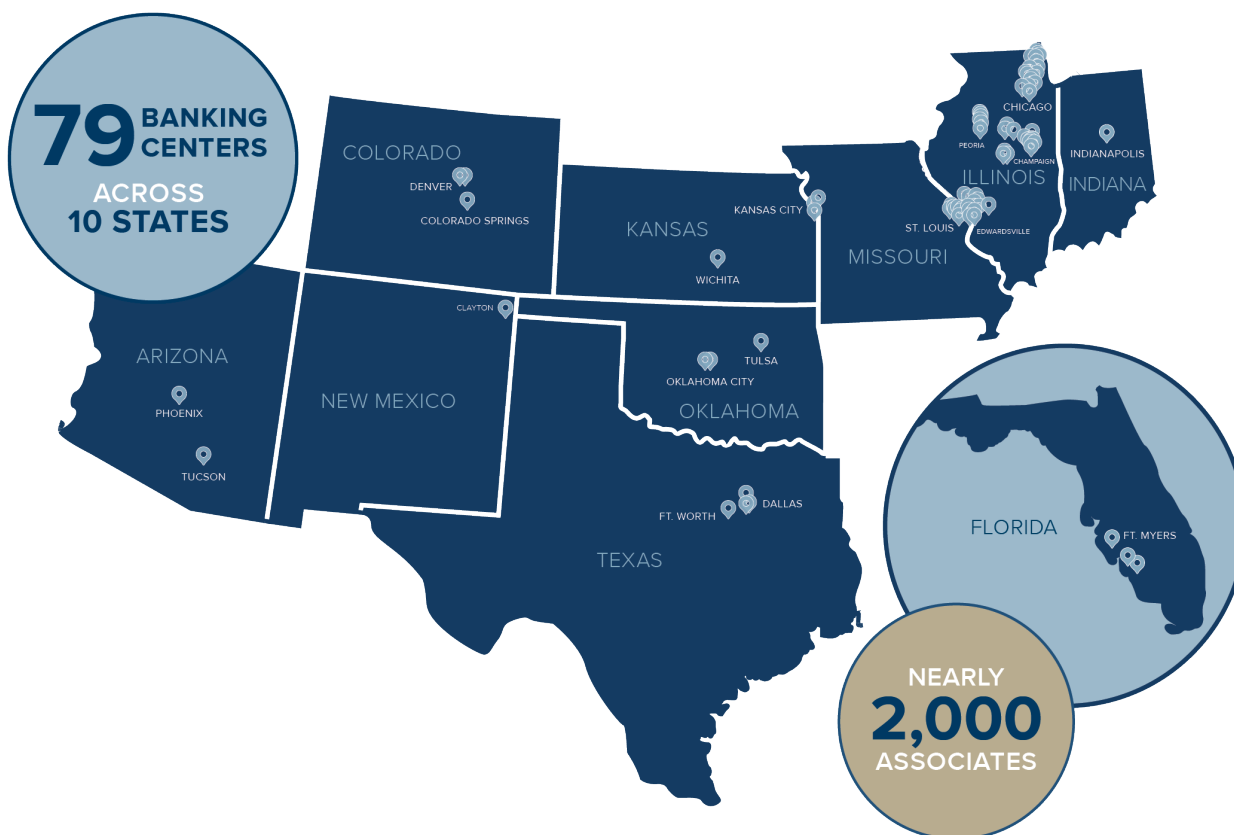 79 BANKING
CENTERS
ACROSS
10 STATES
COLORADO
DENVER
COLORADO SPRINGS
KANSAS
KANSAS CITY
WICHITA
MISSOURI
ST. LOUIS
CHICAGO
PEORIA
CHAMPAIGN
ILLINOIS
EDWARDSVILLE
INDIANAPOLIS
INDIANA
ARIZONA
PHOENIX
TUCSON
CLAYTON
NEW MEXICO
TULSA
OKLAHOMA CITY
OKLAHOMA
DALLAS
FT. WORTH
TEXAS
FLORIDA
FT. MYERS
NEARLY
2,000
ASSOCIATES